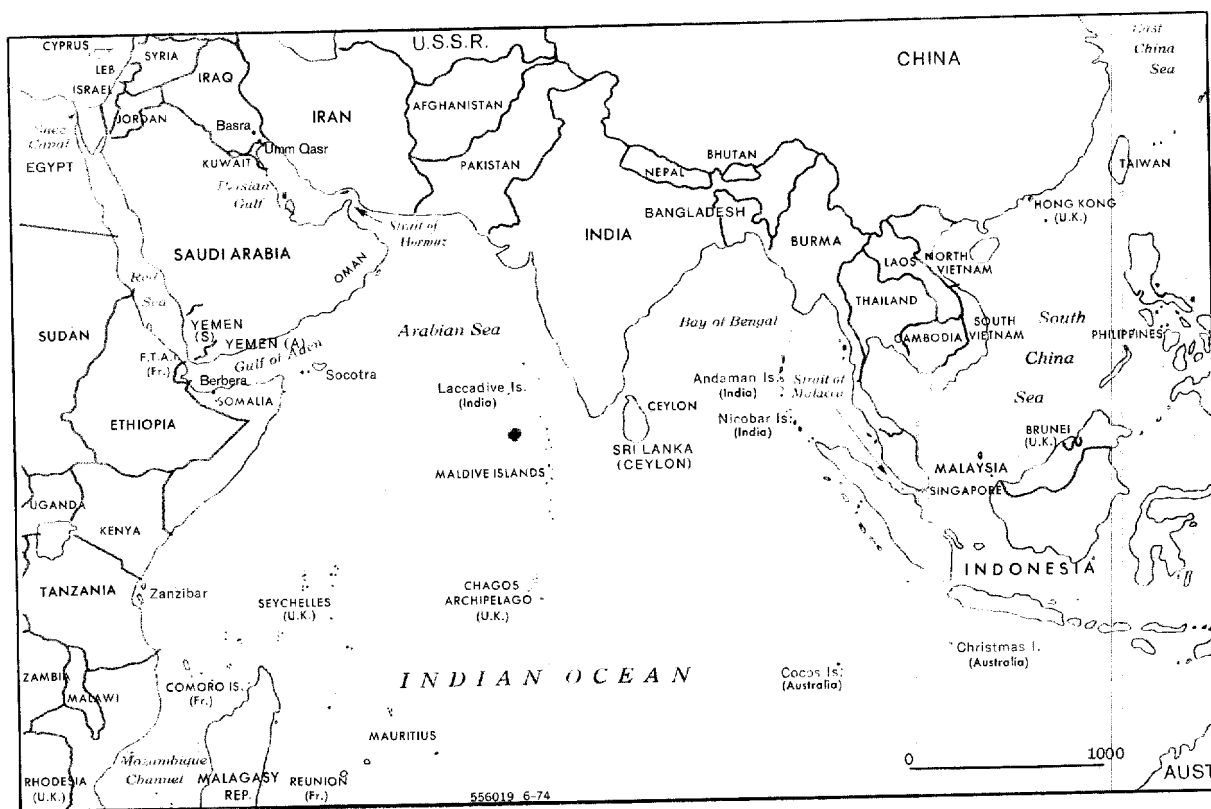 CYPRUS
SYRIA
LEB
ISRAEL
IRAQ
JORDAN
Suez
Canal
EGYPT
Basra
Umm Qasr
KUWAIT
Persian
Gulf
IRAN
U.S.S.R.
AFGHANISTAN
PAKISTAN
Strait of
Hormuz
SAUDI ARABIA
OMAN
Red
Sea
YEMEN
(S)
YEMEN (A)
Gulf of Aden
SUDAN
F.T.A.I.
(Fr.)
Berbera
SOMALIA
Socotra
ETHIOPIA
UGANDA
KENYA
TANZANIA
Zanzibar
ZAMBIA
MALAWI
RHODESIA
(U.K.)
Mozambique
Channel
COMORO IS.
(Fr.)
MALAGASY
REP.
REUNION
(Fr.)
MAURITIUS
SEYCHELLES
(U.K.)
CHAGOS
ARCHIPELAGO
(U.K.)
MALDIVE ISLANDS
Laccadive Is.
(India)
Arabian Sea
INDIA
NEPAL
BHUTAN
BANGLADESH
BURMA
CHINA
East
China
Sea
TAIWAN
HONG KONG
(U.K.)
LAOS
NORTH
VIETNAM
THAILAND
CAMBODIA
SOUTH
VIETNAM
South
China
Sea
PHILIPPINES
Bay of Bengal
Andaman Is.
(India)
Nicobar Is.
(India)
Strait of
Malacca
CEYLON
SRI LANKA
(CEYLON)
BRUNEI
(U.K.)
MALAYSIA
SINGAPORE
INDONESIA
Christmas I.
(Australia)
Cocos Is.
(Australia)
INDIAN OCEAN
0 1000
AUST
556019 6-74